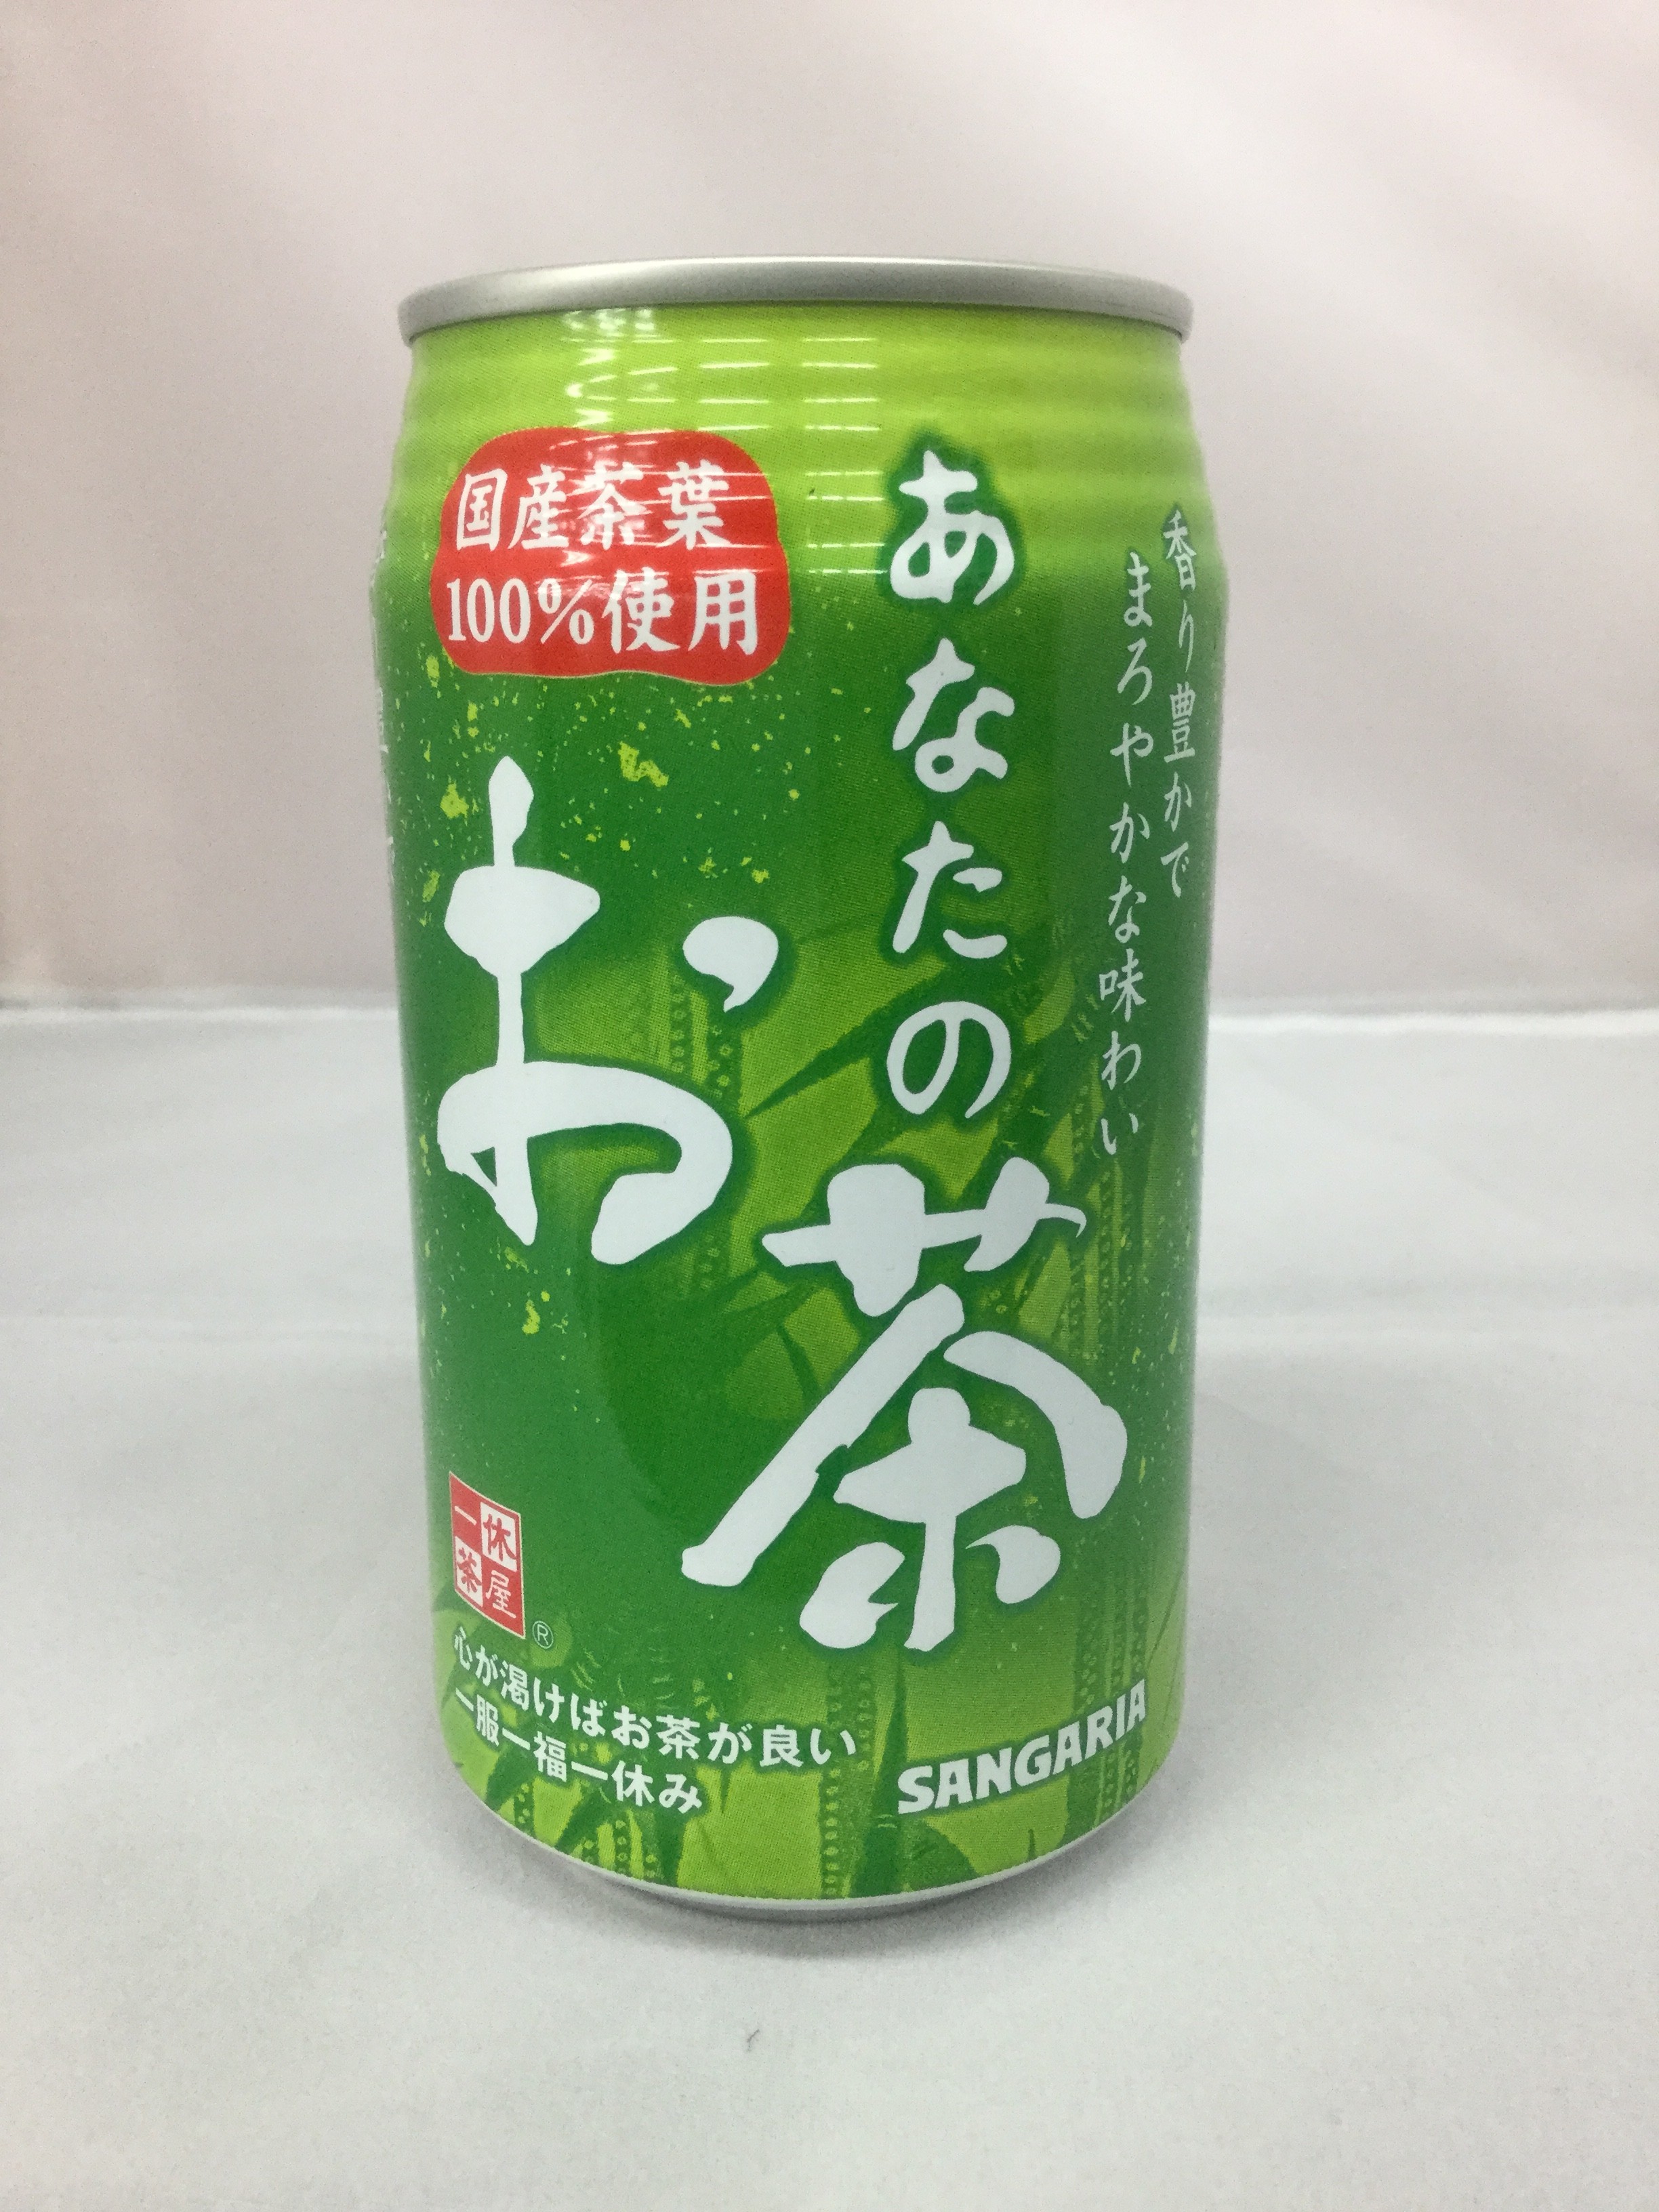 国産茶葉
100%使用
香り豊かで
まろやかな味わい
あなたの
お茶
一休
茶屋
®
心が渇けばお茶が良い
一服一福一休み
SANGARIA